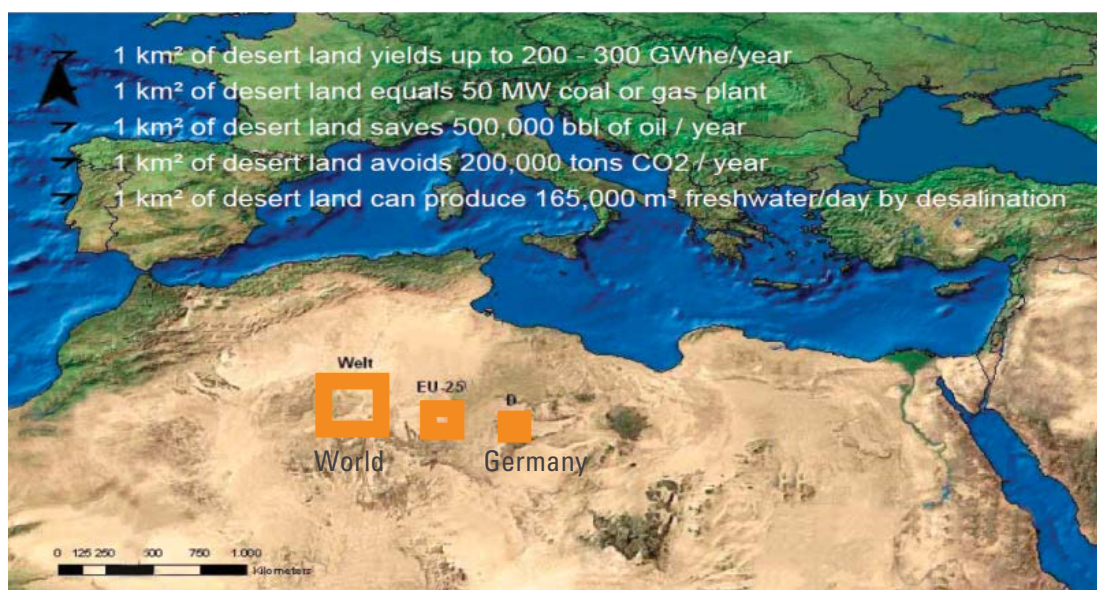 1 km² of desert land yields up to 200 - 300 GWhe/year
1 km² of desert land equals 50 MW coal or gas plant
1 km² of desert land saves 500,000 bbl of oil / year
1 km² of desert land avoids 200,000 tons CO2 / year
1 km² of desert land can produce 165,000 m³ freshwater/day by desalination
Welt
EU-25
D
World
Germany
0 125 250 500 750 1.000
Kilometers